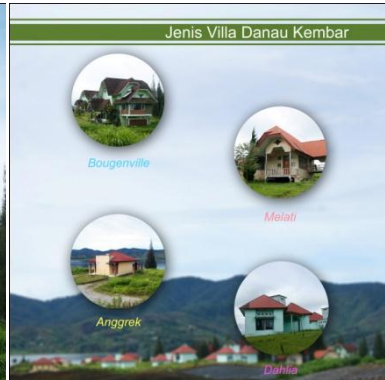 Jenis Villa Danau Kembar
Bougenville
Melati
Anggrek
Dahlia